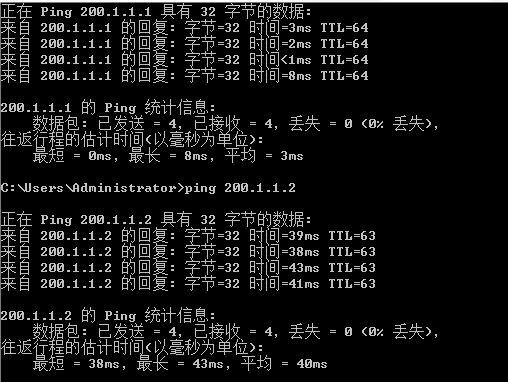 正在 Ping 200.1.1.1 具有 32 字节的数据:
来自 200.1.1.1 的回复: 字节=32 时间=3ms TTL=64
来自 200.1.1.1 的回复: 字节=32 时间=2ms TTL=64
来自 200.1.1.1 的回复: 字节=32 时间<1ms TTL=64
来自 200.1.1.1 的回复: 字节=32 时间=8ms TTL=64
200.1.1.1 的 Ping 统计信息:
数据包: 已发送 = 4, 已接收 = 4, 丢失 = 0 (0% 丢失),
往返行程的估计时间(以毫秒为单位):
最短 = 0ms, 最长 = 8ms, 平均 = 3ms
C:\Users\Administrator>ping 200.1.1.2
正在 Ping 200.1.1.2 具有 32 字节的数据:
来自 200.1.1.2 的回复: 字节=32 时间=39ms TTL=63
来自 200.1.1.2 的回复: 字节=32 时间=38ms TTL=63
来自 200.1.1.2 的回复: 字节=32 时间=43ms TTL=63
来自 200.1.1.2 的回复: 字节=32 时间=41ms TTL=63
200.1.1.2 的 Ping 统计信息:
数据包: 已发送 = 4, 已接收 = 4, 丢失 = 0 (0% 丢失),
往返行程的估计时间(以毫秒为单位):
最短 = 38ms, 最长 = 43ms, 平均 = 40ms